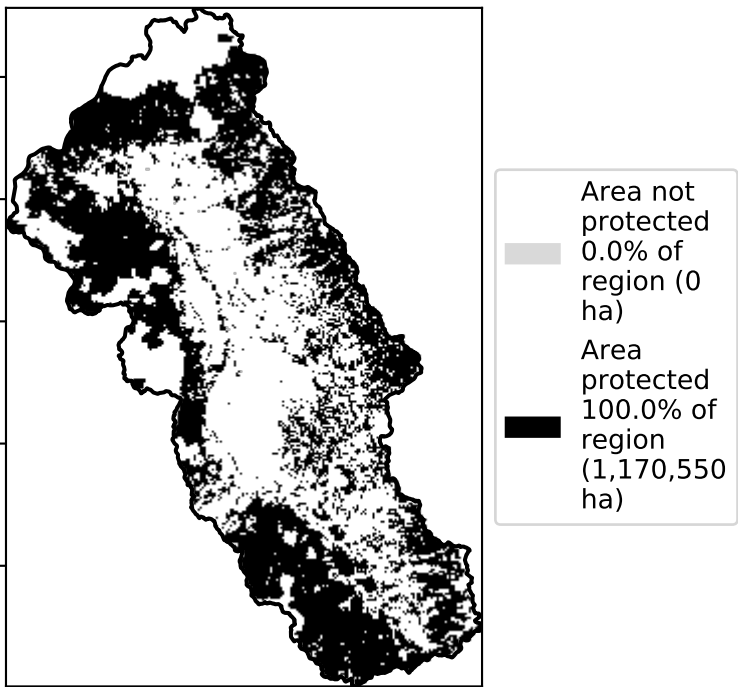 Area not
protected
0.0% of
region (0
ha)
Area
protected
100.0% of
region
(1,170,550
ha)